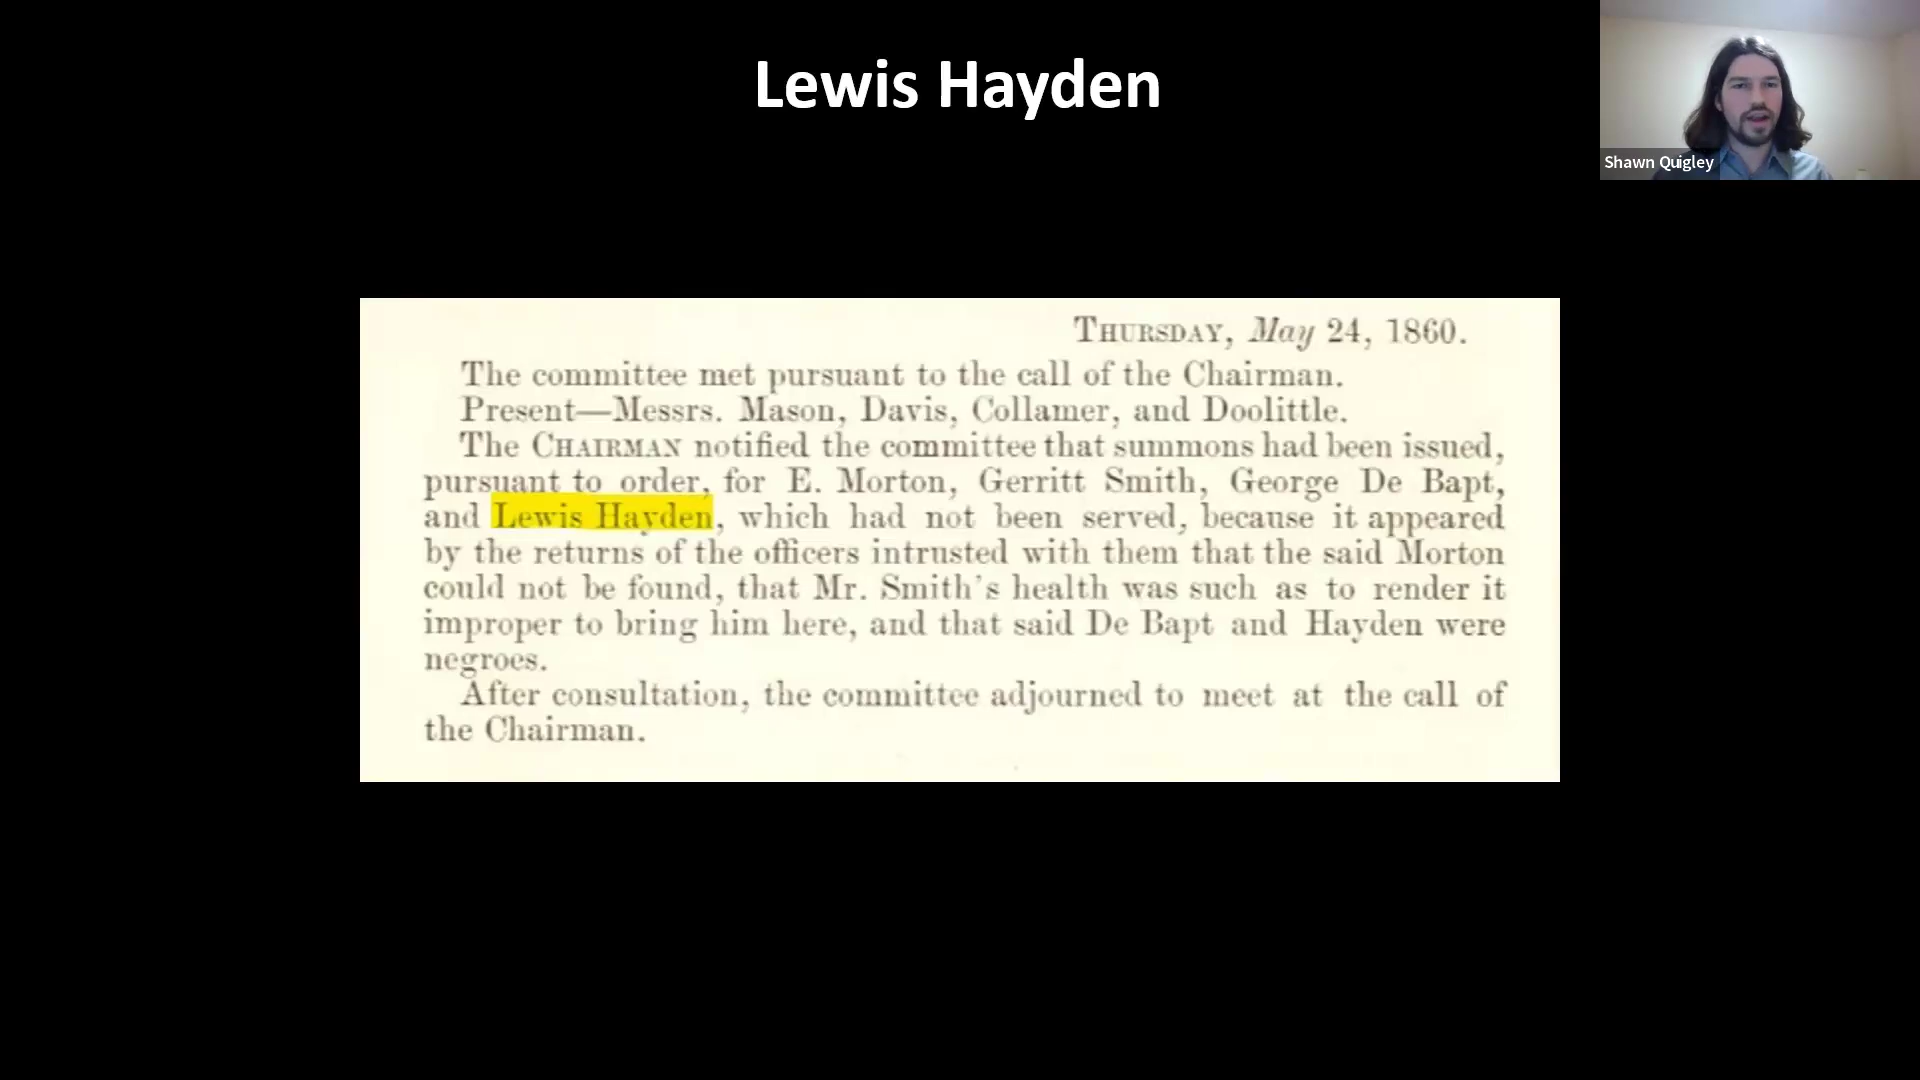 Lewis Hayden
Shawn Quigley
THURSDAY, May 24, 1860.
The committee met pursuant to the call of the Chairman.
Present—Messrs. Mason, Davis, Collamer, and Doolittle.
The CHAIRMAN notified the committee that summons had been issued,
pursuant to order, for E. Morton, Gerritt Smith, George De Bapt,
and Lewis Hayden, which had not been served, because it appeared
by the returns of the officers intrusted with them that the said Morton
could not be found, that Mr. Smith's health was such as to render it
improper to bring him here, and that said De Bapt and Hayden were
negroes.
After consultation, the committee adjourned to meet at the call of
the Chairman.